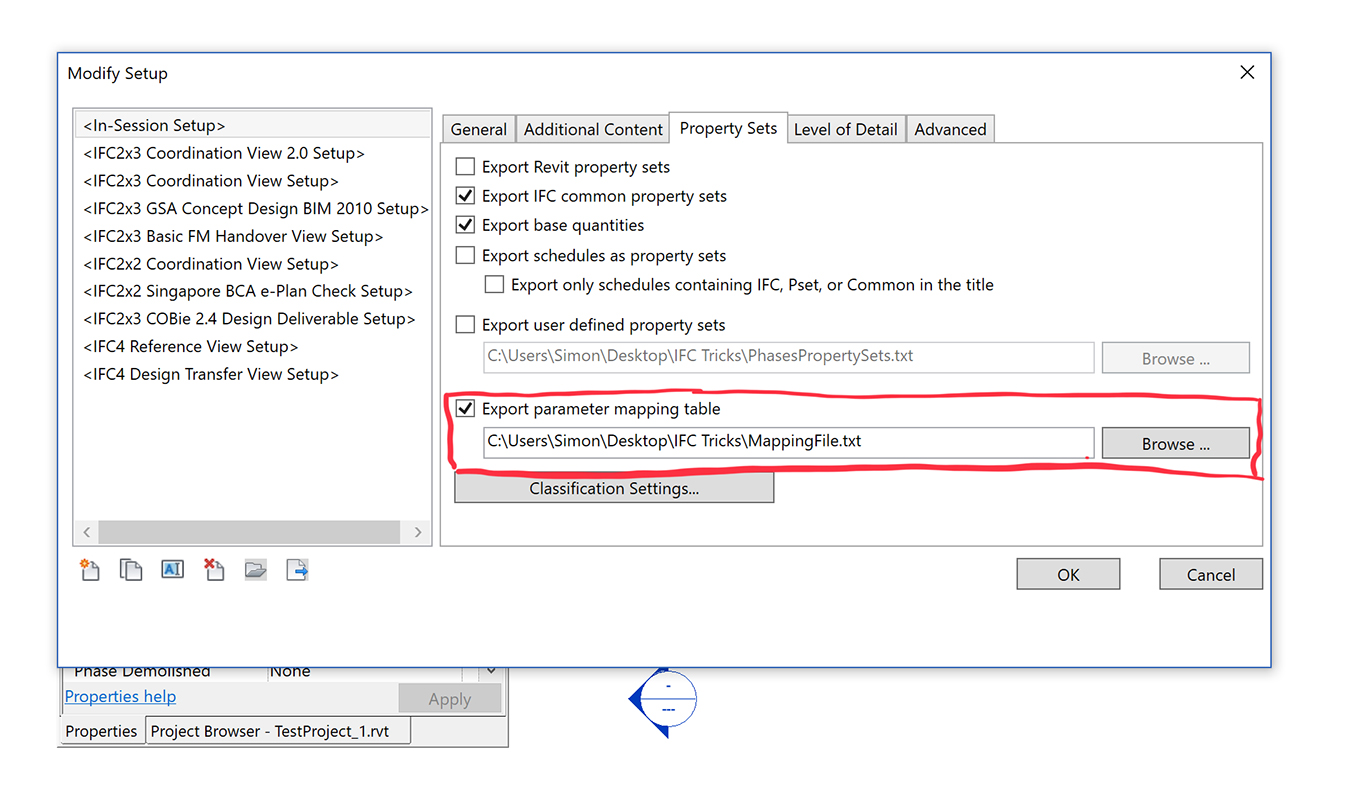 Modify Setup
<In-Session Setup>
<IFC2x3 Coordination View 2.0 Setup>
<IFC2x3 Coordination View Setup>
<IFC2x3 GSA Concept Design BIM 2010 Setup>
<IFC2x3 Basic FM Handover View Setup>
<IFC2x2 Coordination View Setup>
<IFC2x2 Singapore BCA e-Plan Check Setup>
<IFC2x3 COBie 2.4 Design Deliverable Setup>
<IFC4 Reference View Setup>
<IFC4 Design Transfer View Setup>
General Additional Content Property Sets Level of Detail Advanced
Export Revit property sets
Export IFC common property sets
Export base quantities
Export schedules as property sets
Export only schedules containing IFC, Pset, or Common in the title
Export user defined property sets
C:\Users\Simon\Desktop\IFC Tricks\PhasesPropertySets.txt Browse ...
Export parameter mapping table
C:\Users\Simon\Desktop\IFC Tricks\MappingFile.txt Browse ...
Classification Settings...
OK Cancel
Phase Demolished None
Properties help Apply
Properties Project Browser - TestProject_1.rvt